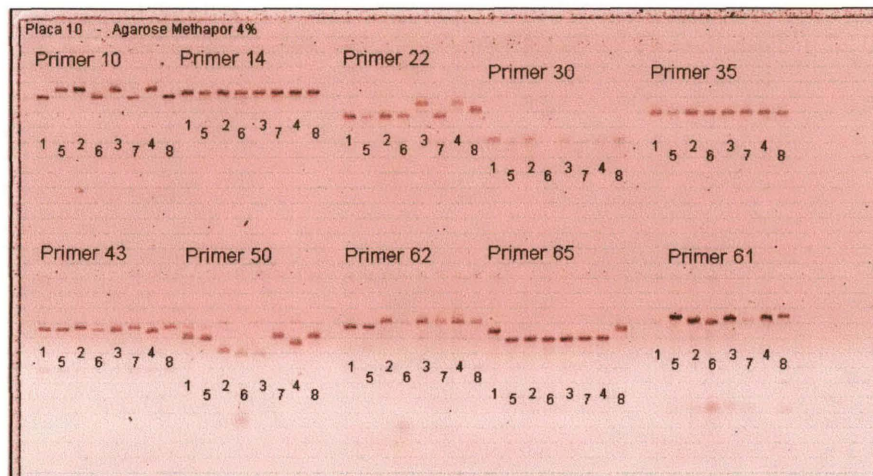 Placa 10 - Agarose Methapor 4%
Primer 10 Primer 14 Primer 22 Primer 30 Primer 35
1 5 2 6 3 7 4 8 1 5 2 6 3 7 4 8 1 5 2 6 3 7 4 8 1 5 2 6 3 7 4 8 1 5 2 6 3 7 4 8
Primer 43 Primer 50 Primer 62 Primer 65 Primer 61
1 5 2 6 3 7 4 8 1 5 2 6 3 7 4 8 1 5 2 6 3 7 4 8 1 5 2 6 3 7 4 8 1 5 2 6 3 7 4 8